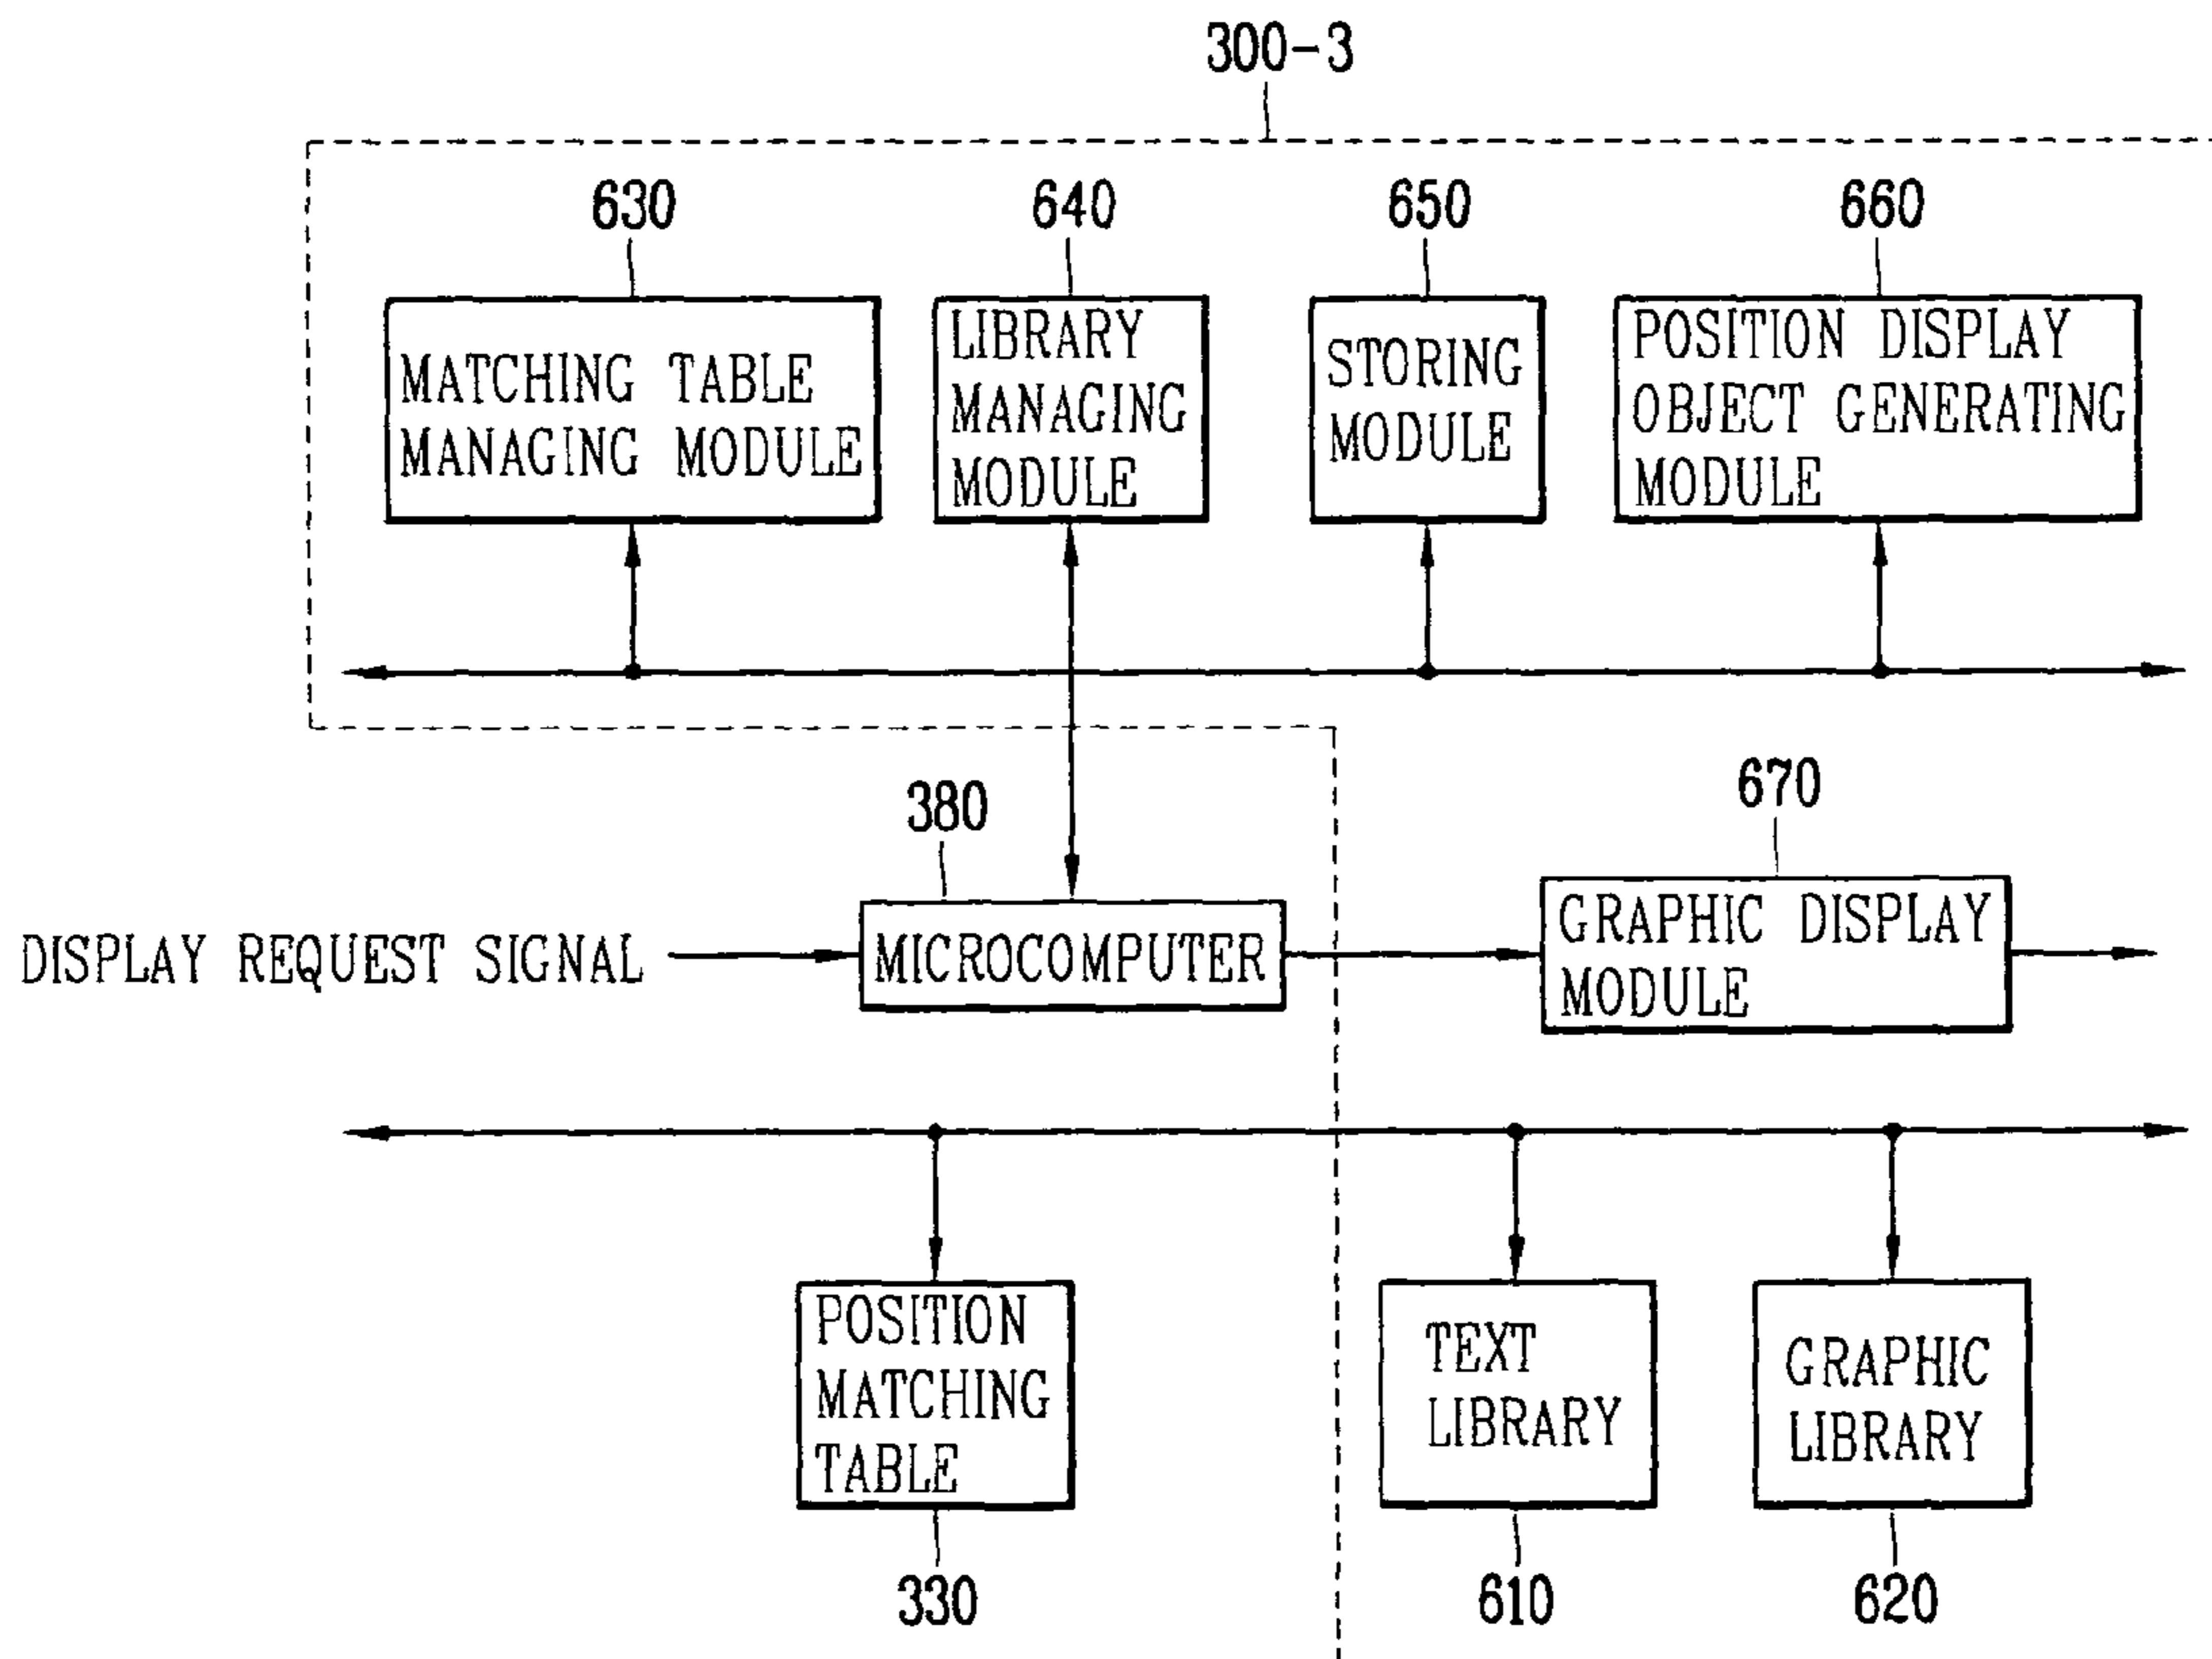 300-3
630
640
650
660
MATCHING TABLE
MANAGING MODULE
LIBRARY
MANAGING
MODULE
STORING
MODULE
POSITION DISPLAY
OBJECT GENERATING
MODULE
380
670
DISPLAY REQUEST SIGNAL
MICROCOMPUTER
GRAPHIC DISPLAY
MODULE
POSITION
MATCHING
TABLE
TEXT
LIBRARY
GRAPHIC
LIBRARY
330
610
620